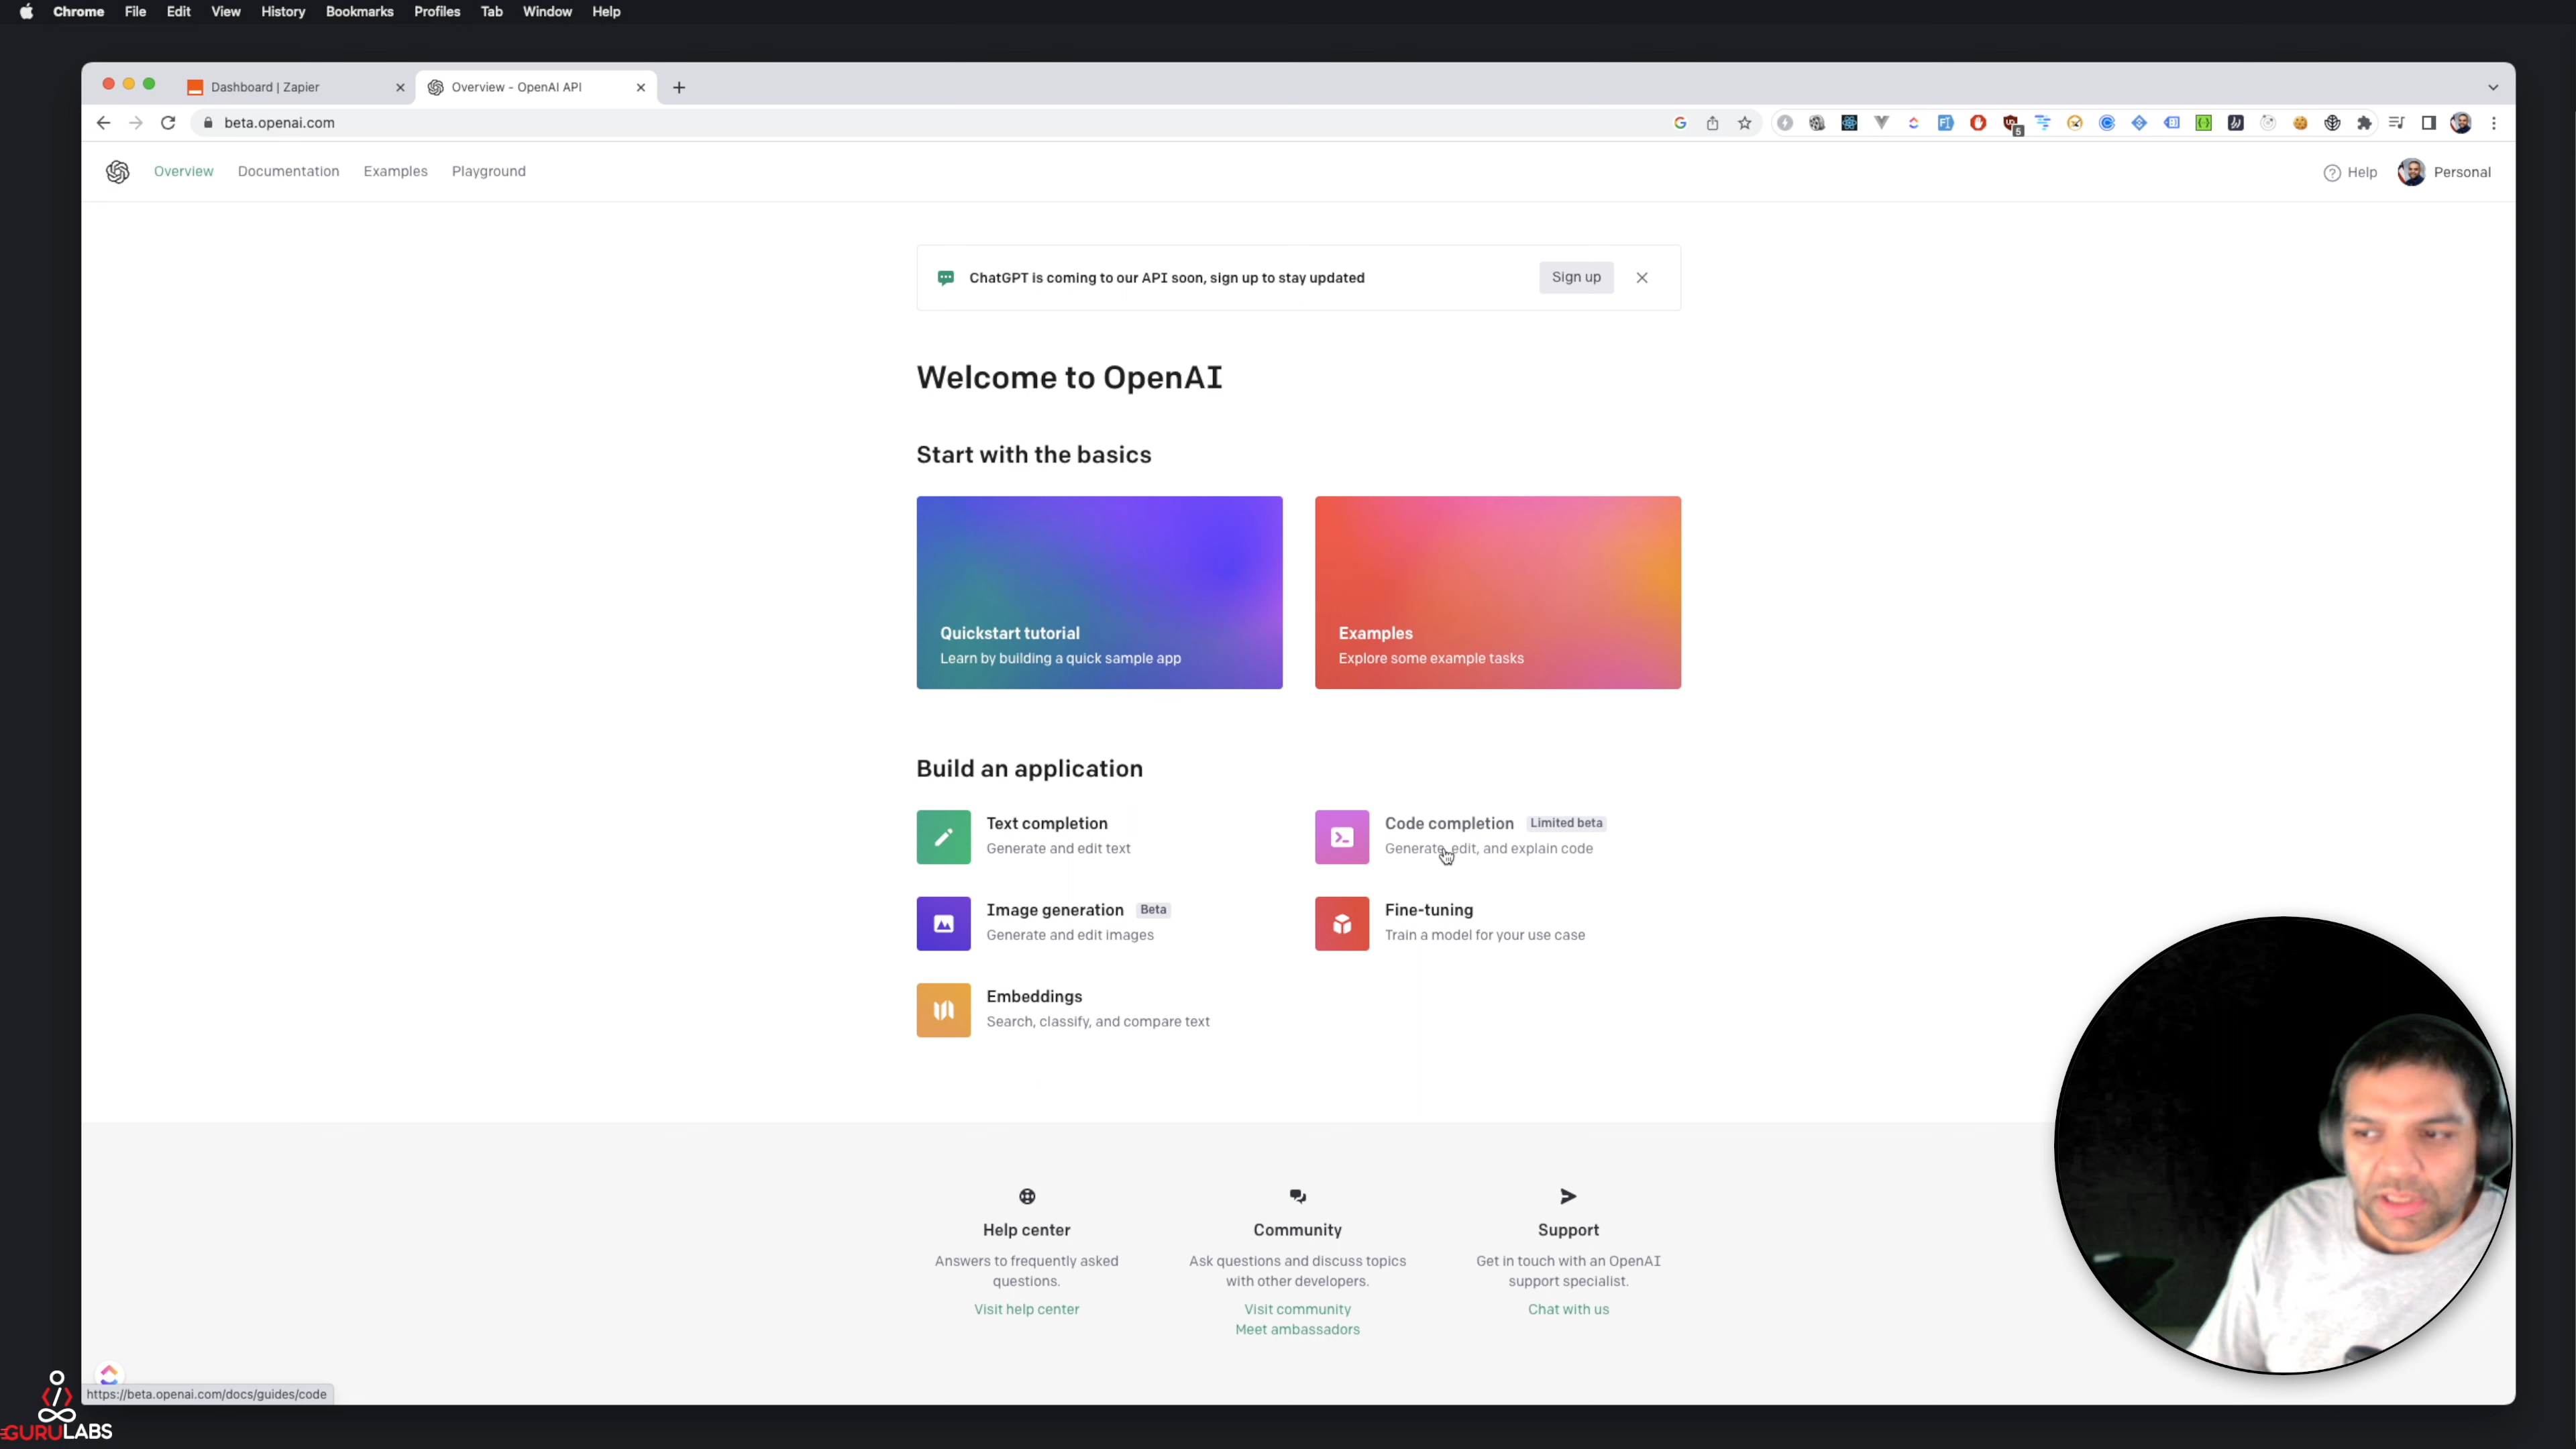 Chrome File Edit View History Bookmarks Profiles Tab Window Help
Dashboard | Zapier
Overview - OpenAI API
beta.openai.com
5
Overview Documentation Examples Playground
Help Personal
ChatGPT is coming to our API soon, sign up to stay updated
Sign up
Welcome to OpenAI
Start with the basics
Quickstart tutorial
Learn by building a quick sample app
Examples
Explore some example tasks
Build an application
Text completion
Generate and edit text
Code completion Limited beta
Generate, edit, and explain code
Image generation Beta
Generate and edit images
Fine-tuning
Train a model for your use case
Embeddings
Search, classify, and compare text
Help center
Answers to frequently asked
questions.
Visit help center
Community
Ask questions and discuss topics
with other developers.
Visit community
Meet ambassadors
Support
Get in touch with an OpenAI
support specialist.
Chat with us
https://beta.openai.com/docs/guides/code
GURULABS